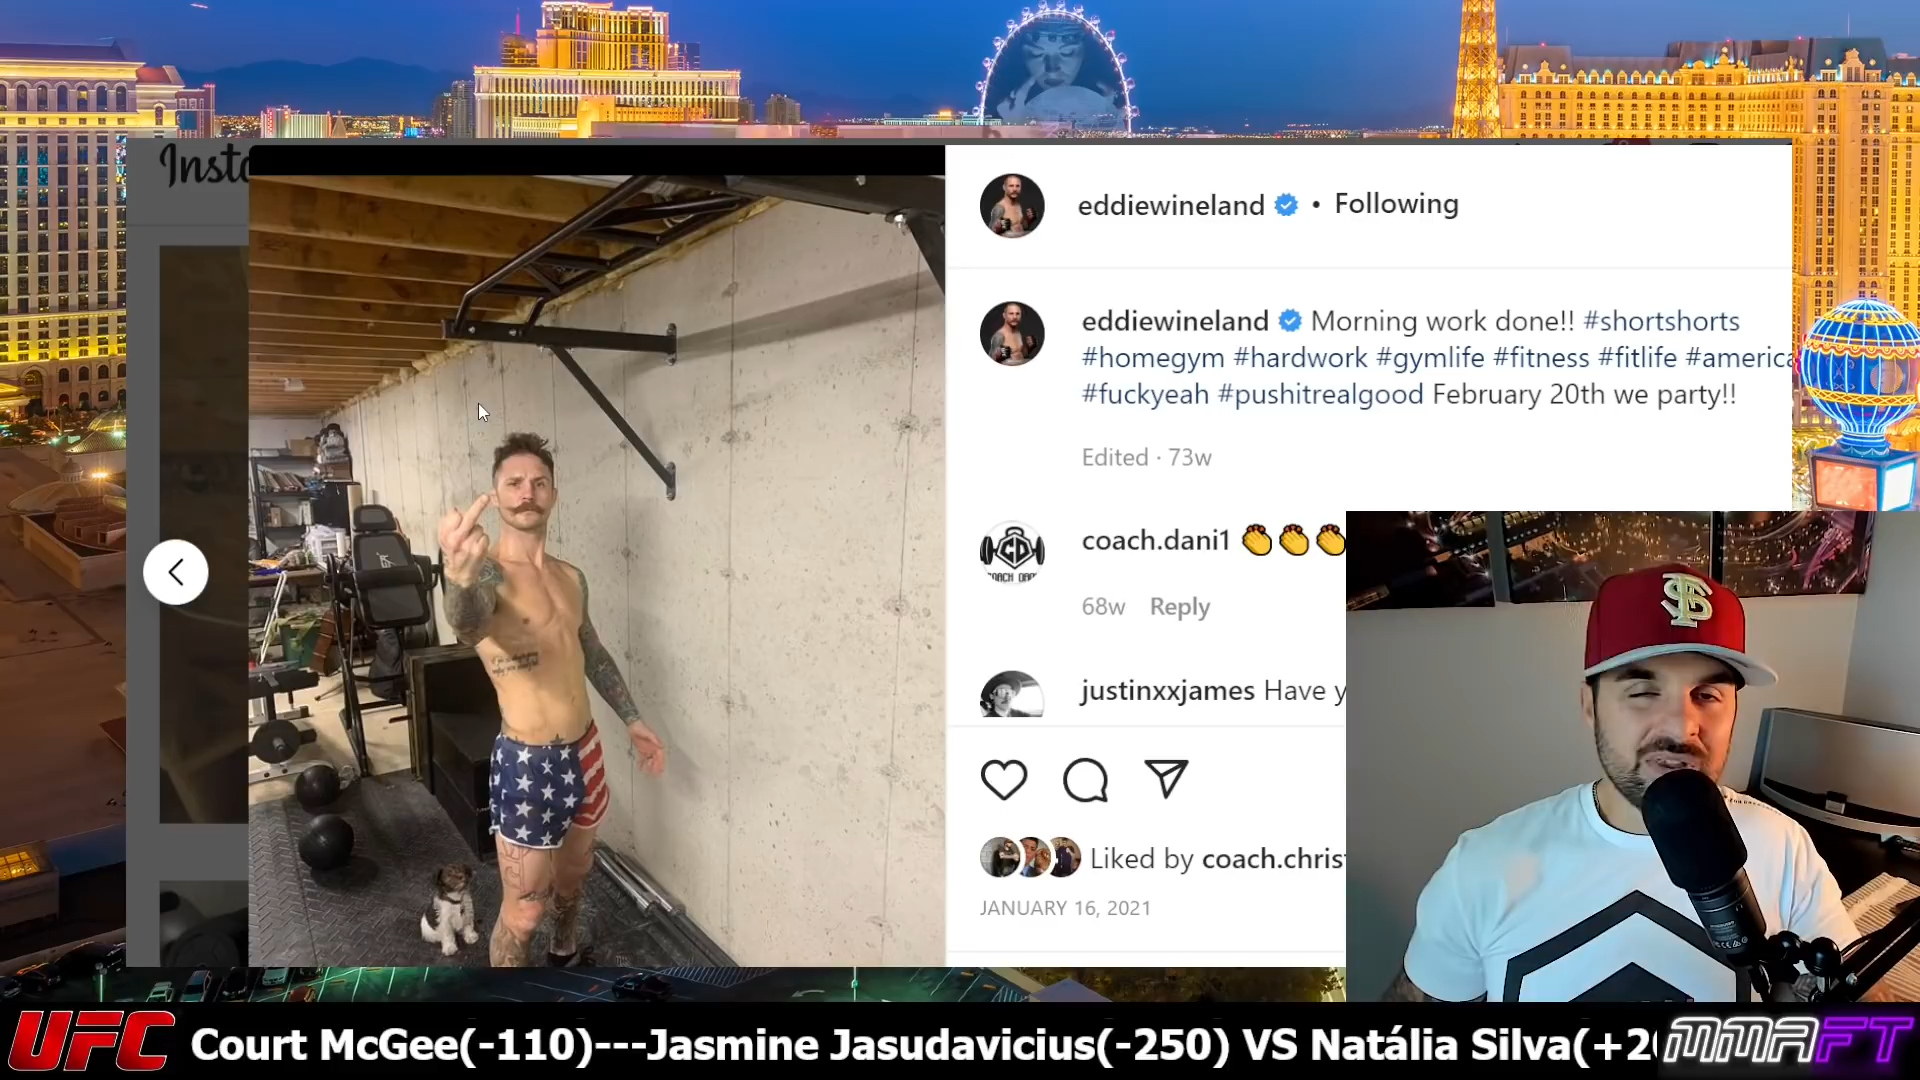 Insta
eddiewineland • Following
eddiewineland Morning work done!! #shortshorts
#homegym #hardwork #gymlife #fitness #fitlife #america
#fuckyeah #pushitrealgood February 20th we party!!
Edited · 73w
coach.dani1 👏👏👏
68w Reply
justinxxjames Have y
Liked by coach.chris
JANUARY 16, 2021
UFC Court McGee(-110)---Jasmine Jasudavicius(-250) VS Natália Silva(+20 MMAFT